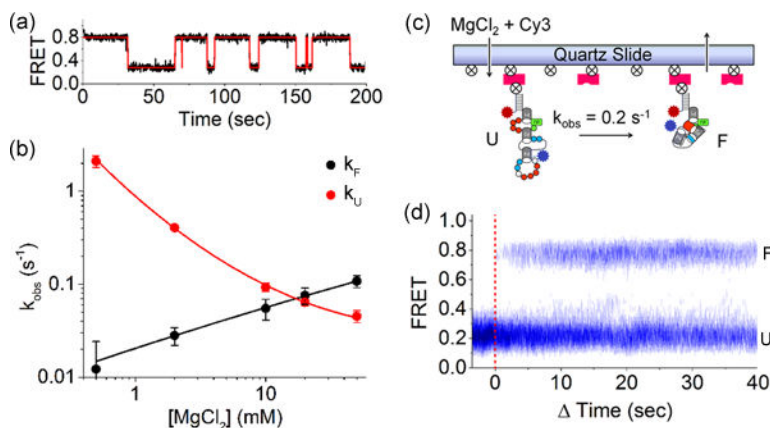 (a)
0.8
0.4
0.0
FRET
0 50 100 150 200
Time (sec)
(b)
k_F
k_U
1
0.1
0.01
k_obs (s⁻¹)
1 10
[MgCl₂] (mM)
(c)
MgCl₂ + Cy3
Quartz Slide
k_obs = 0.2 s⁻¹
U F
(d)
1.0
0.8
0.6
0.4
0.2
0.0
FRET
F
U
0 10 20 30 40
Δ Time (sec)